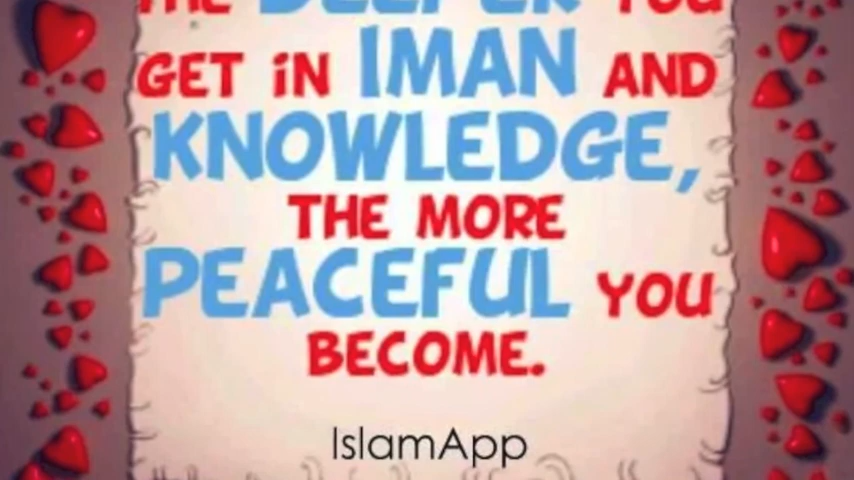 THE DEEPER YOU
GET iN IMAN AND
KNOWLEDGE,
THE MORE
PEACEFUL YOU
BECOME.
IslamApp